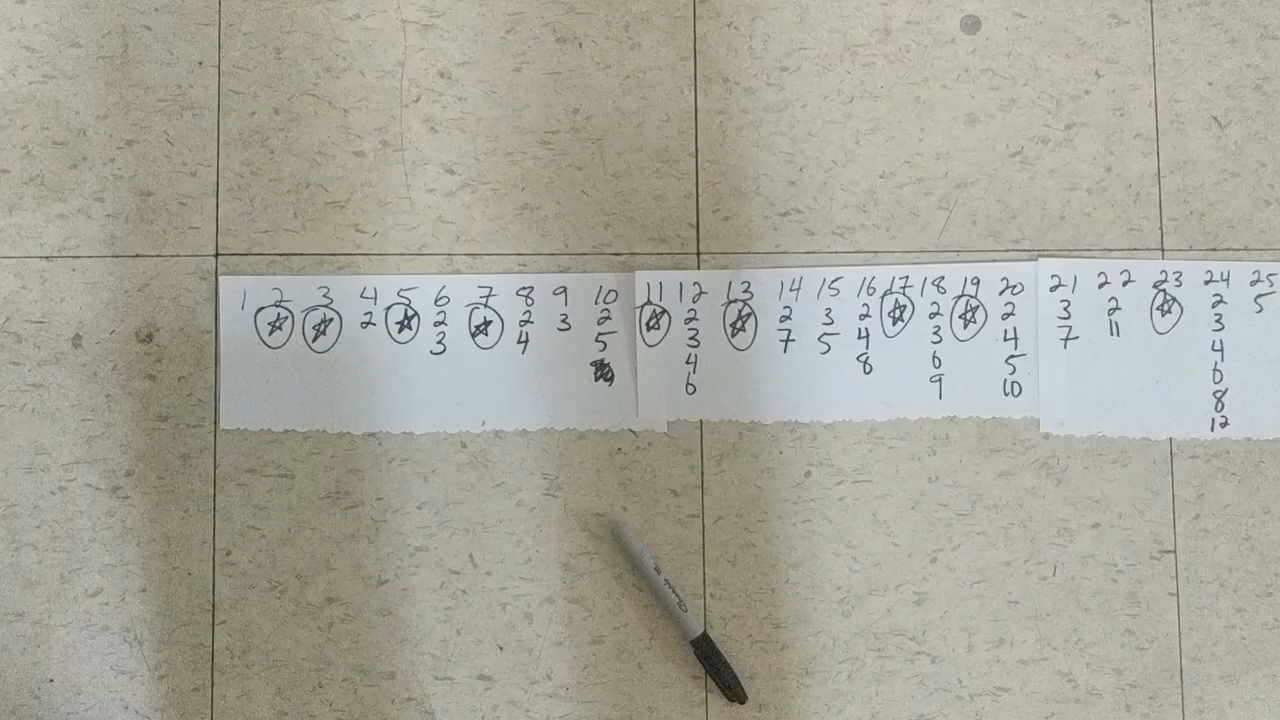 1 2 3 4 5 6 7 8 9 10 11 12 13 14 15 16 17 18 19 20 21 22 23 24 25
2 2 2 3 2 2 2 3 2 2 2 3 2 2 5
3 4 5 3 7 5 4 3 4 7 11 3
4 8 6 5 4
6 9 10 6
8
12
Sharpie